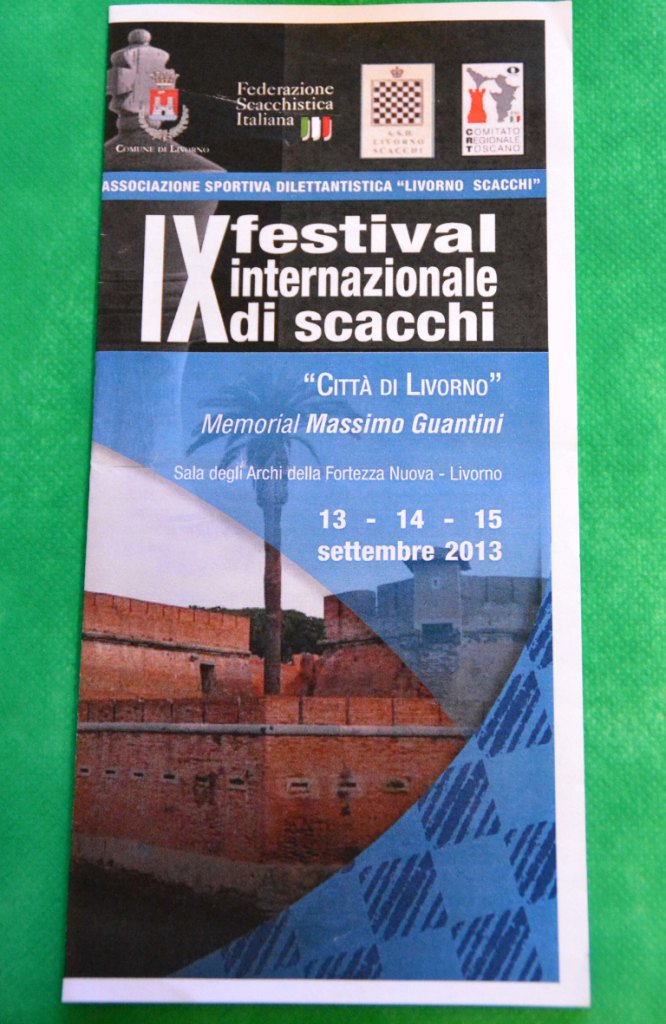 COMUNE DI LIVORNO
Federazione
Scacchistica
Italiana
A.S.D.
LIVORNO
SCACCHI
COMITATO
REGIONALE
TOSCANO
ASSOCIAZIONE SPORTIVA DILETTANTISTICA "LIVORNO SCACCHI"
IX festival
internazionale
di scacchi
"CITTÀ DI LIVORNO"
Memorial Massimo Guantini
Sala degli Archi della Fortezza Nuova - Livorno
13 - 14 - 15
settembre 2013